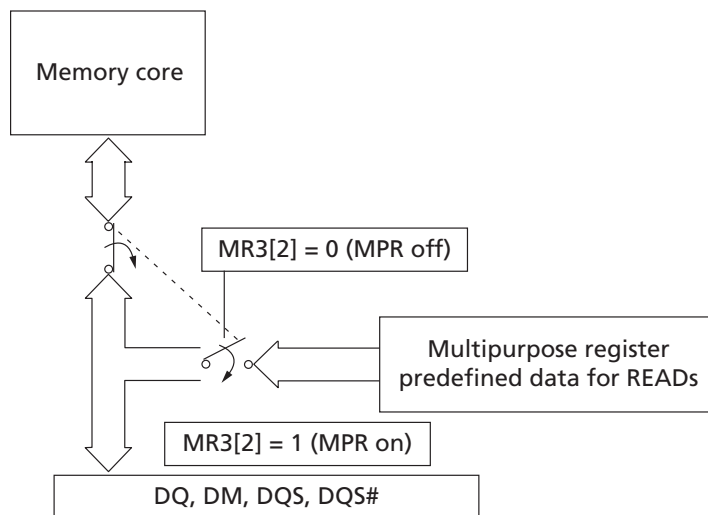 Memory core
MR3[2] = 0 (MPR off)
Multipurpose register
predefined data for READs
MR3[2] = 1 (MPR on)
DQ, DM, DQS, DQS#